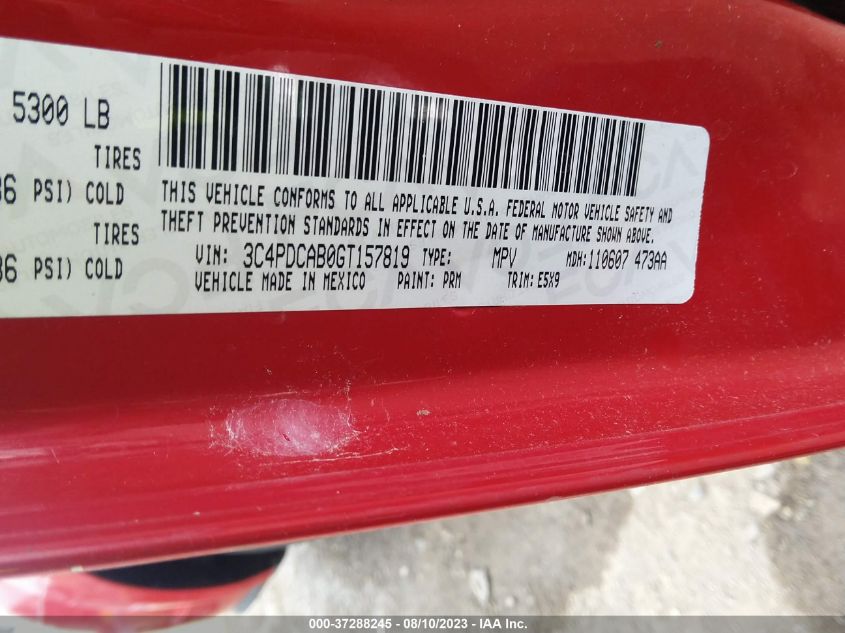 5300 LB
TIRES
36 PSI) COLD
TIRES
36 PSI) COLD
THIS VEHICLE CONFORMS TO ALL APPLICABLE U.S.A. FEDERAL MOTOR VEHICLE SAFETY AND
THEFT PREVENTION STANDARDS IN EFFECT ON THE DATE OF MANUFACTURE SHOWN ABOVE.
VIN: 3C4PDCAB0GT157819 TYPE: MPV MDH:110607 473AA
VEHICLE MADE IN MEXICO PAINT: PRM TRIM: E5X9
000-37288245 - 08/10/2023 - IAA Inc.